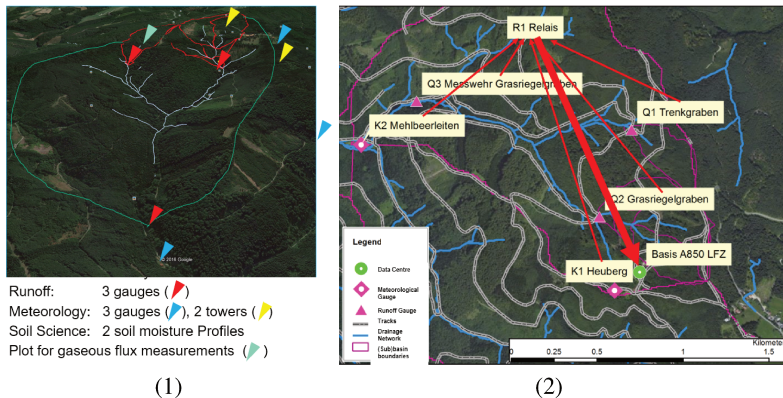 © 2016 Google
Runoff: 3 gauges ( )
Meteorology: 3 gauges ( ), 2 towers ( )
Soil Science: 2 soil moisture Profiles
Plot for gaseous flux measurements ( )
(1)
R1 Relais
Q3 Messwehr Grasriegelgraben
Q1 Trenkgraben
K2 Mehlbeerleiten
Q2 Grasriegelgraben
Basis A850 LFZ
K1 Heuberg
Legend
Data Centre
Meteorological
Gauge
Runoff Gauge
Tracks
Drainage
Network
(Sub)basin
boundaries
Kilomete
0 0.25 0.5 1 1.5
(2)